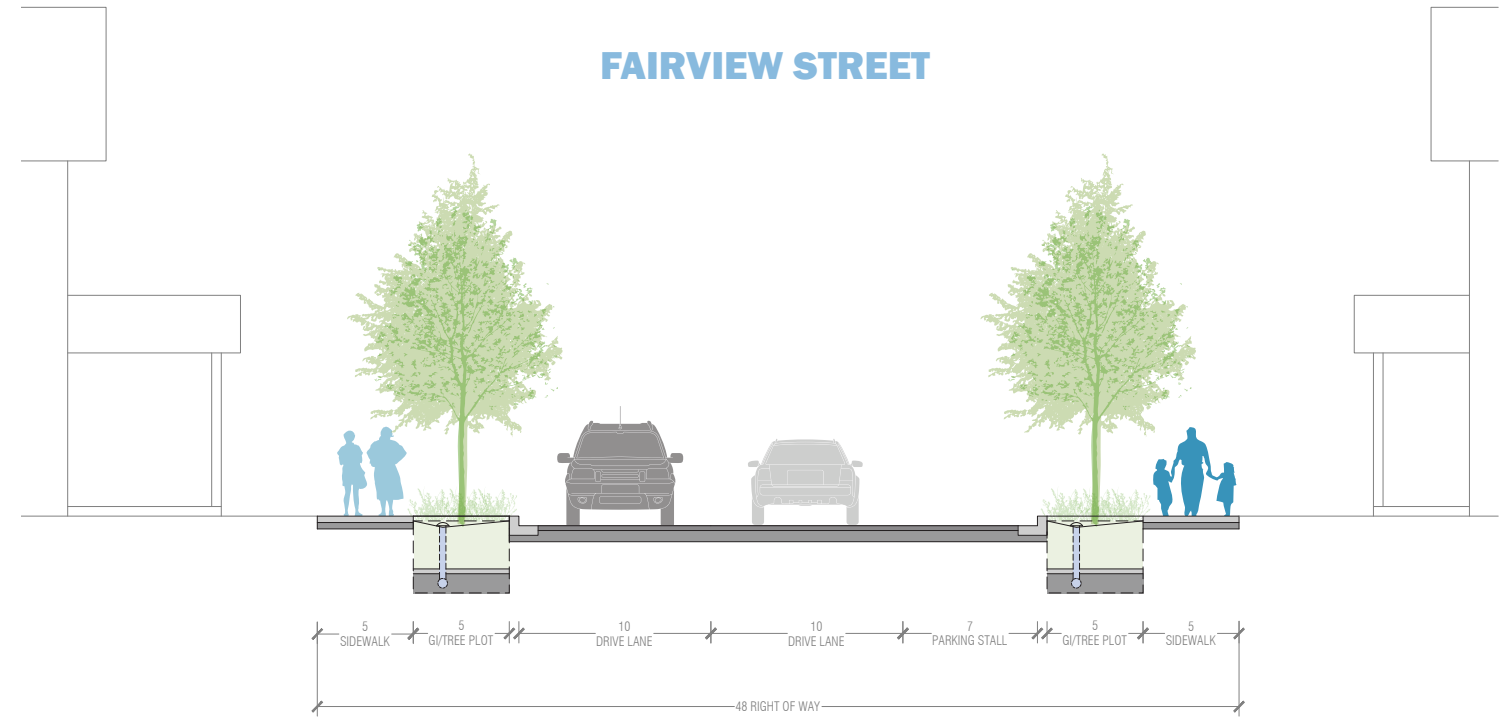 FAIRVIEW STREET
5
SIDEWALK
5
GI/TREE PLOT
10
DRIVE LANE
10
DRIVE LANE
7
PARKING STALL
5
GI/TREE PLOT
5
SIDEWALK
48 RIGHT OF WAY